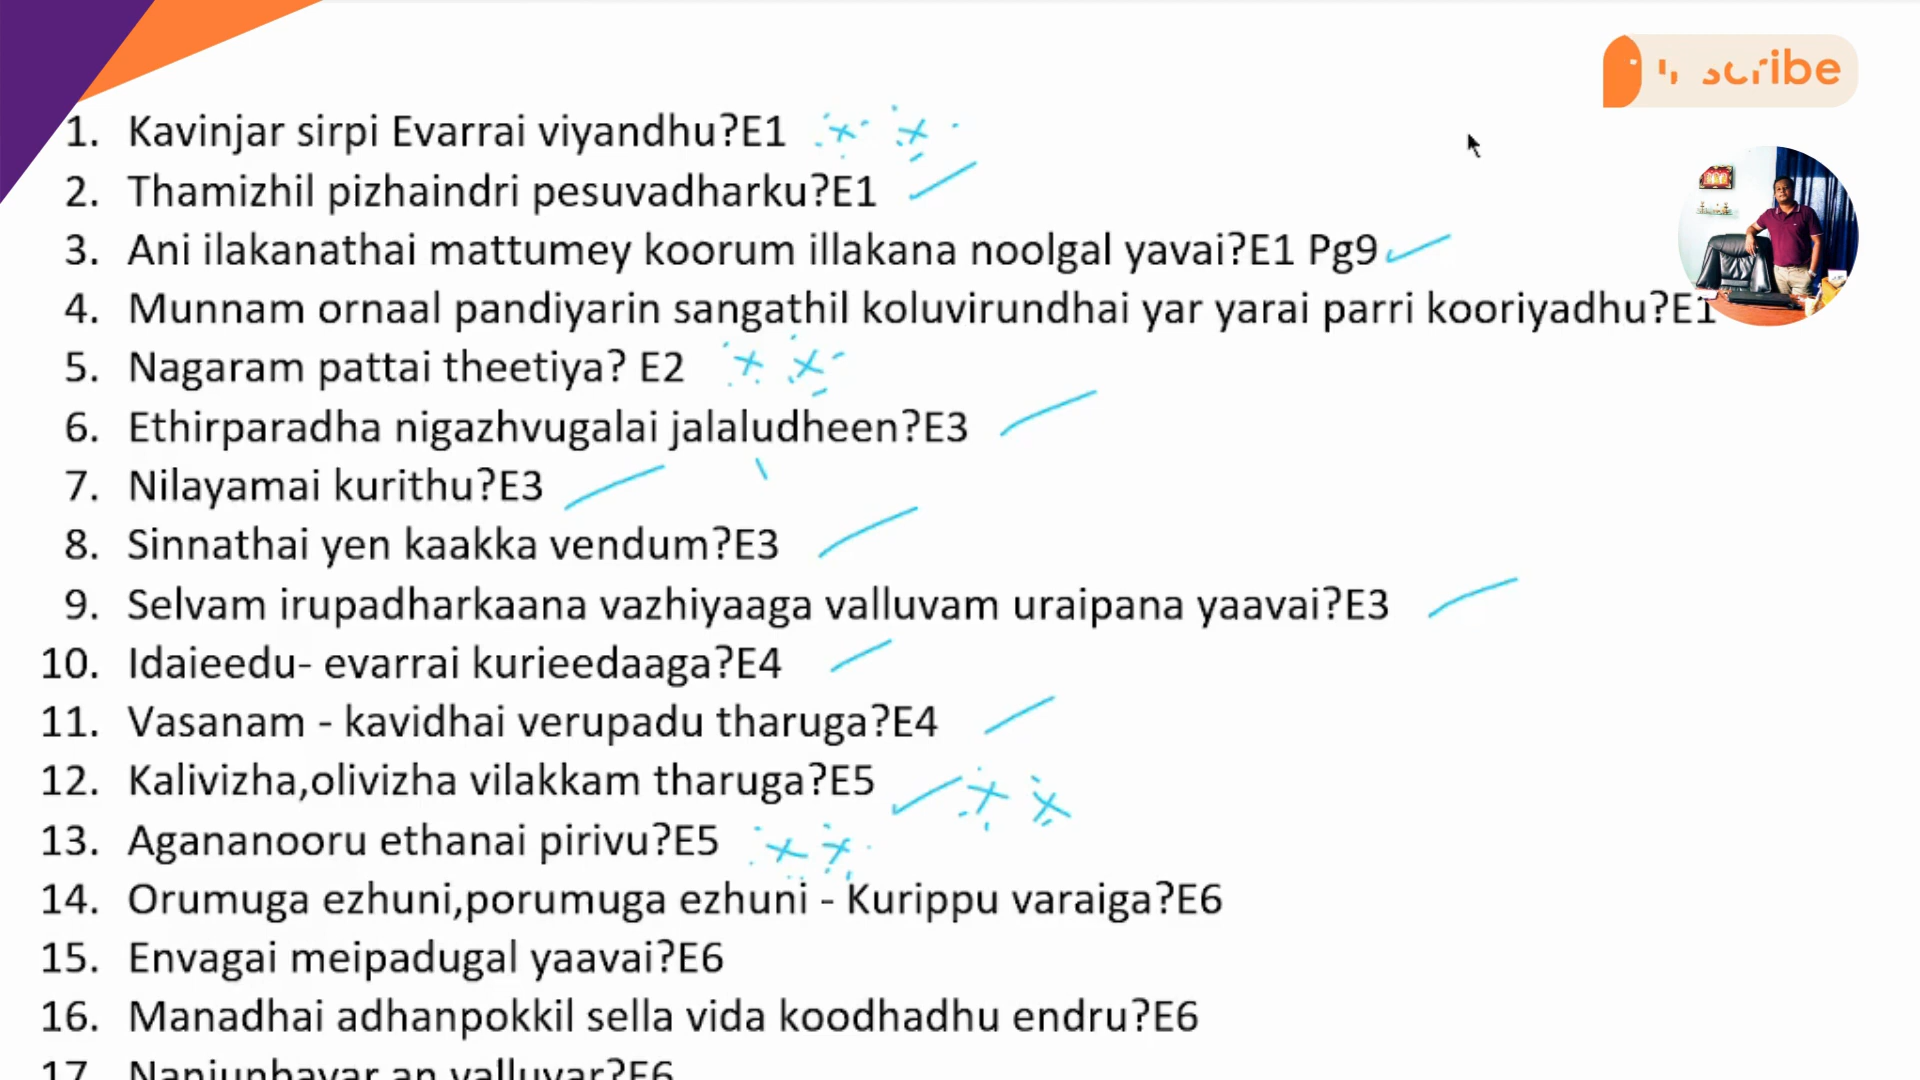 scribe
1. Kavinjar sirpi Evarrai viyandhu?E1
2. Thamizhil pizhaindri pesuvadharku?E1
3. Ani ilakanathai mattumey koorum illakana noolgal yavai?E1 Pg9
4. Munnam ornaal pandiyarin sangathil koluvirundhai yar yarai parri kooriyadhu?E1
5. Nagaram pattai theetiya? E2
6. Ethirparadha nigazhvugalai jalaludheen?E3
7. Nilayamai kurithu?E3
8. Sinnathai yen kaakka vendum?E3
9. Selvam irupadharkaana vazhiyaaga valluvam uraipana yaavai?E3
10. Idaieedu- evarrai kurieedaaga?E4
11. Vasanam - kavidhai verupadu tharuga?E4
12. Kalivizha,olivizha vilakkam tharuga?E5
13. Agananooru ethanai pirivu?E5
14. Orumuga ezhuni,porumuga ezhuni - Kurippu varaiga?E6
15. Envagai meipadugal yaavai?E6
16. Manadhai adhanpokkil sella vida koodhadhu endru?E6
17. Nanjunbavar an valluvar?E6